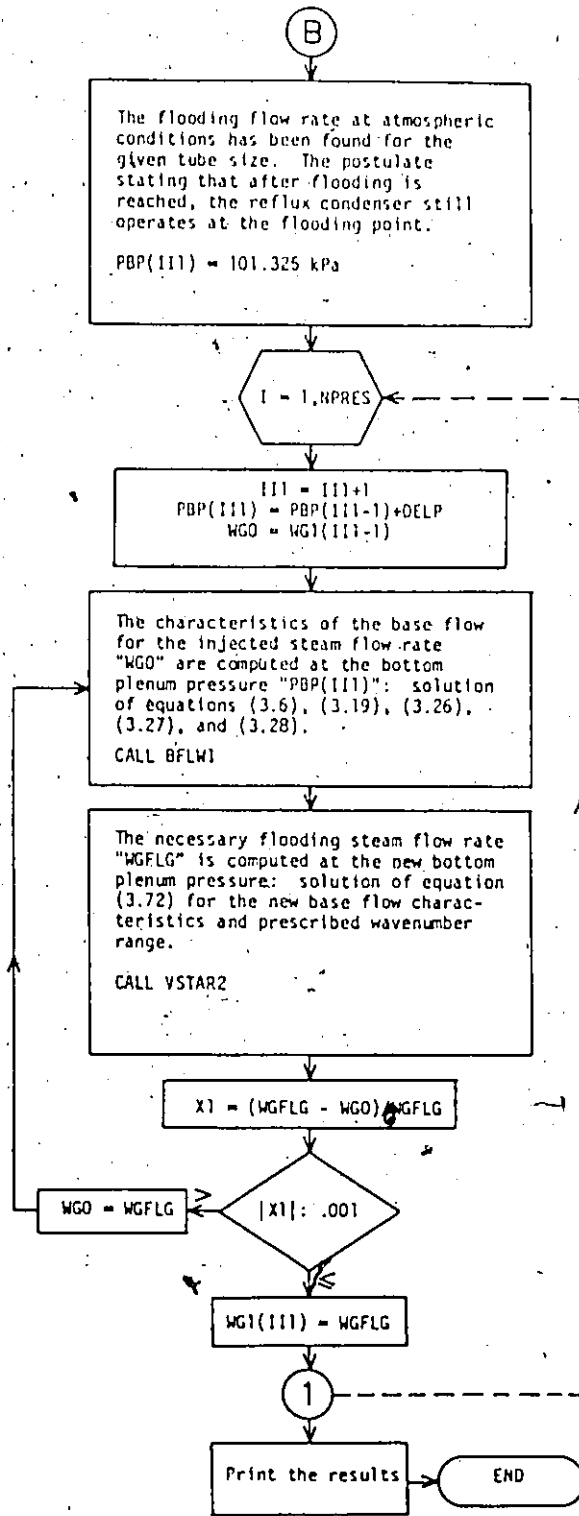 B
The flooding flow rate at atmospheric
conditions has been found for the
given tube size. The postulate
stating that after flooding is
reached, the reflux condenser still
operates at the flooding point.
PBP(III) = 101.325 kPa
I = 1,NPRES
III = III+1
PBP(III) = PBP(III-1)+DELP
WGO = WG1(III-1)
The characteristics of the base flow
for the injected steam flow rate
"WGO" are computed at the bottom
plenum pressure "PBP(III)": solution
of equations (3.6), (3.19), (3.26),
(3.27), and (3.28).
CALL BFLWI
The necessary flooding steam flow rate
"WGFLG" is computed at the new bottom
plenum pressure: solution of equation
(3.72) for the new base flow charac-
teristics and prescribed wavenumber
range.
CALL VSTAR2
X1 = (WGFLG - WGO)/WGFLG
WGO = WGFLG
>
|X1|: .001
≤
WG1(III) = WGFLG
1
Print the results
END